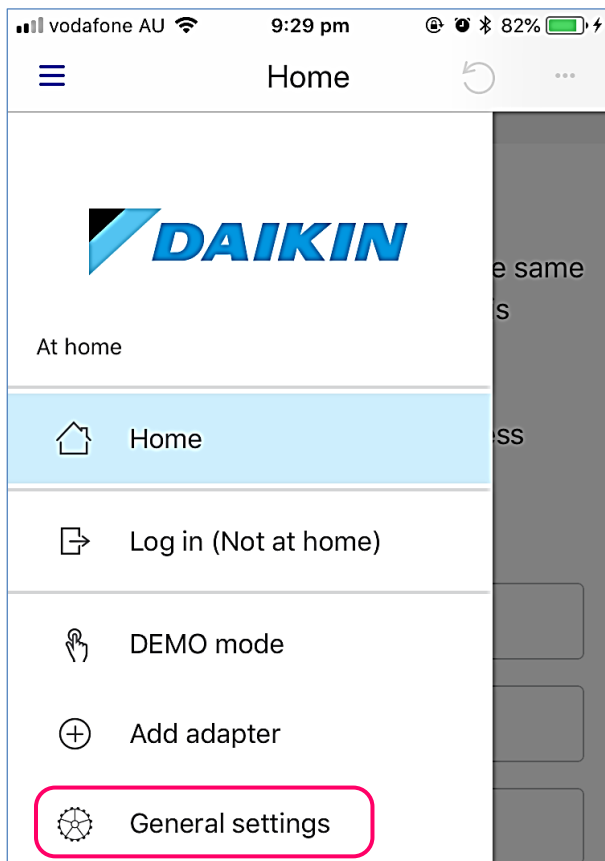 vodafone AU 9:29 pm 82%
Home
DAIKIN
e same
s
At home
Home
ess
Log in (Not at home)
DEMO mode
Add adapter
General settings